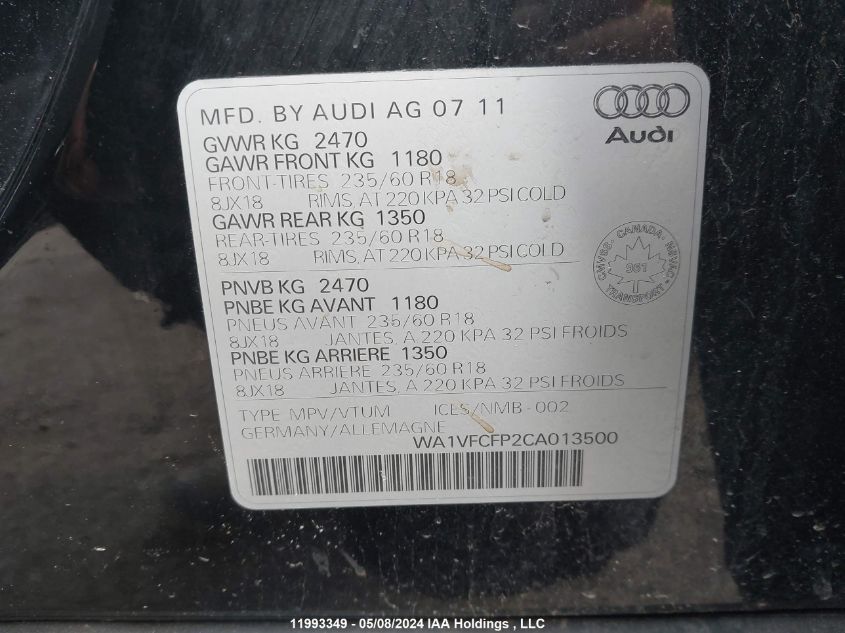 MFD. BY AUDI AG 07 11
Audi
GVWR KG 2470
GAWR FRONT KG 1180
FRONT-TIRES 235/60 R18
8JX18 RIMS, AT 220 KPA 32 PSI COLD
GAWR REAR KG 1350
REAR-TIRES 235/60 R18
8JX18 RIMS, AT 220 KPA 32 PSI COLD
CANADA
CMVSS NSVAC
961
TRANSPORT
PNVB KG 2470
PNBE KG AVANT 1180
PNEUS AVANT 235/60 R18
8JX18 JANTES, A 220 KPA 32 PSI FROIDS
PNBE KG ARRIERE 1350
PNEUS ARRIERE 235/60 R18
8JX18 JANTES, A 220 KPA 32 PSI FROIDS
TYPE MPV/VTUM ICES/NMB-002
GERMANY/ALLEMAGNE
WA1VFCFP2CA013500
11993349 - 05/08/2024 IAA Holdings , LLC